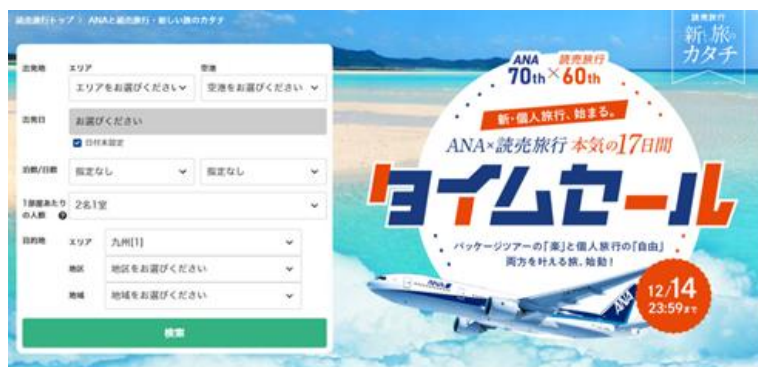 読売旅行トップ / ANAと読売旅行・新しい旅のカタチ
出発地 エリア 空港
エリアをお選びください 空港をお選びください
出発日 お選びください
日付未設定
泊数/日数 指定なし 指定なし
1部屋あたりの人数 2名1室
目的地 エリア 九州[1]
地区 地区をお選びください
地域 地域をお選びください
検索
読売旅行
新しい旅の
カタチ
ANA 読売旅行
70th×60th
新・個人旅行、始まる。
ANA×読売旅行 本気の17日間
タイムセール
パッケージツアーの「楽」と個人旅行の「自由」
両方を叶える旅、始動!
12/14
23:59まで
ANA
ANA